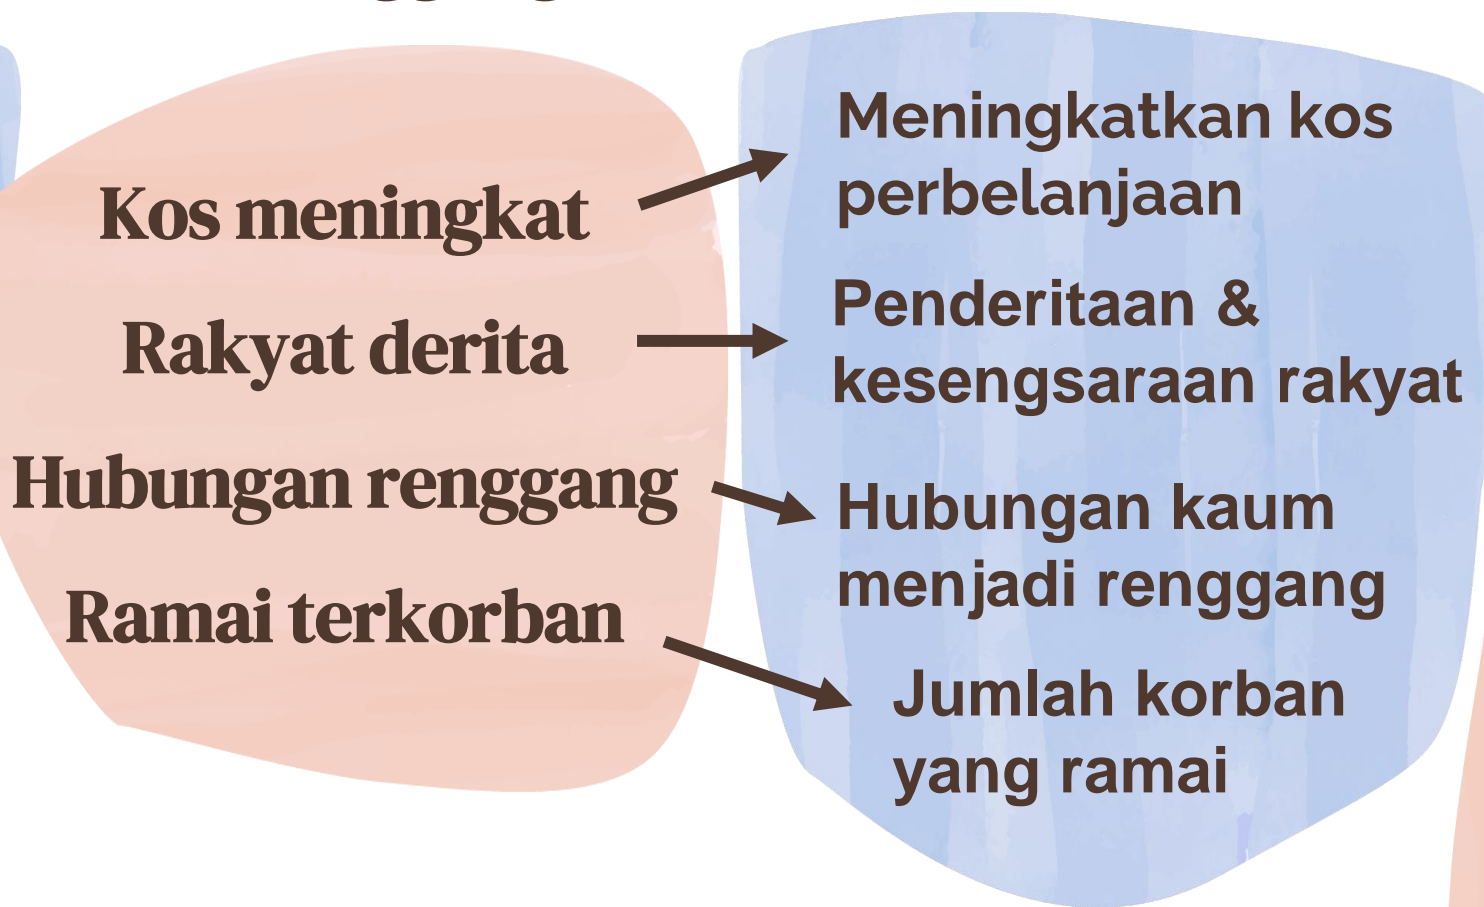 Kos meningkat
Rakyat derita
Hubungan renggang
Ramai terkorban
Meningkatkan kos
perbelanjaan
Penderitaan &
kesengsaraan rakyat
Hubungan kaum
menjadi renggang
Jumlah korban
yang ramai